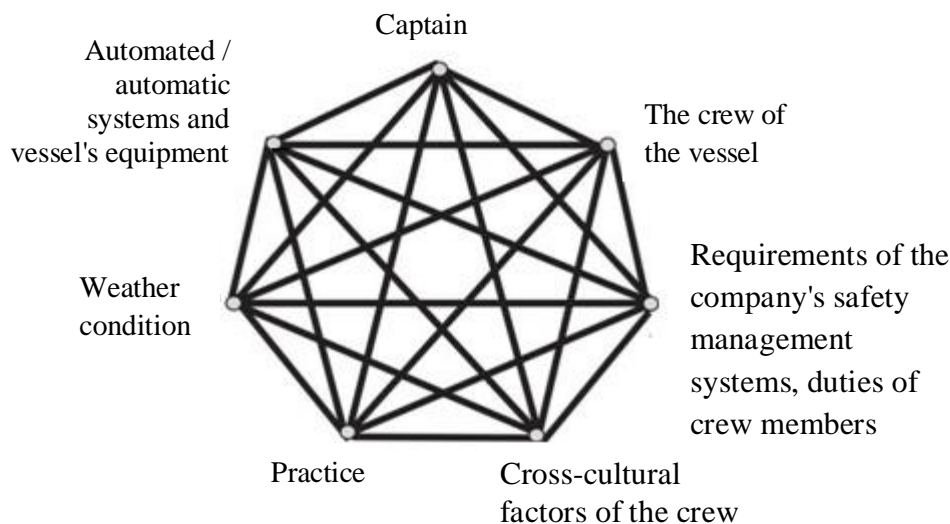 Captain
Automated /
automatic
systems and
vessel's equipment
The crew of
the vessel
Weather
condition
Requirements of the
company's safety
management
systems, duties of
crew members
Practice
Cross-cultural
factors of the crew